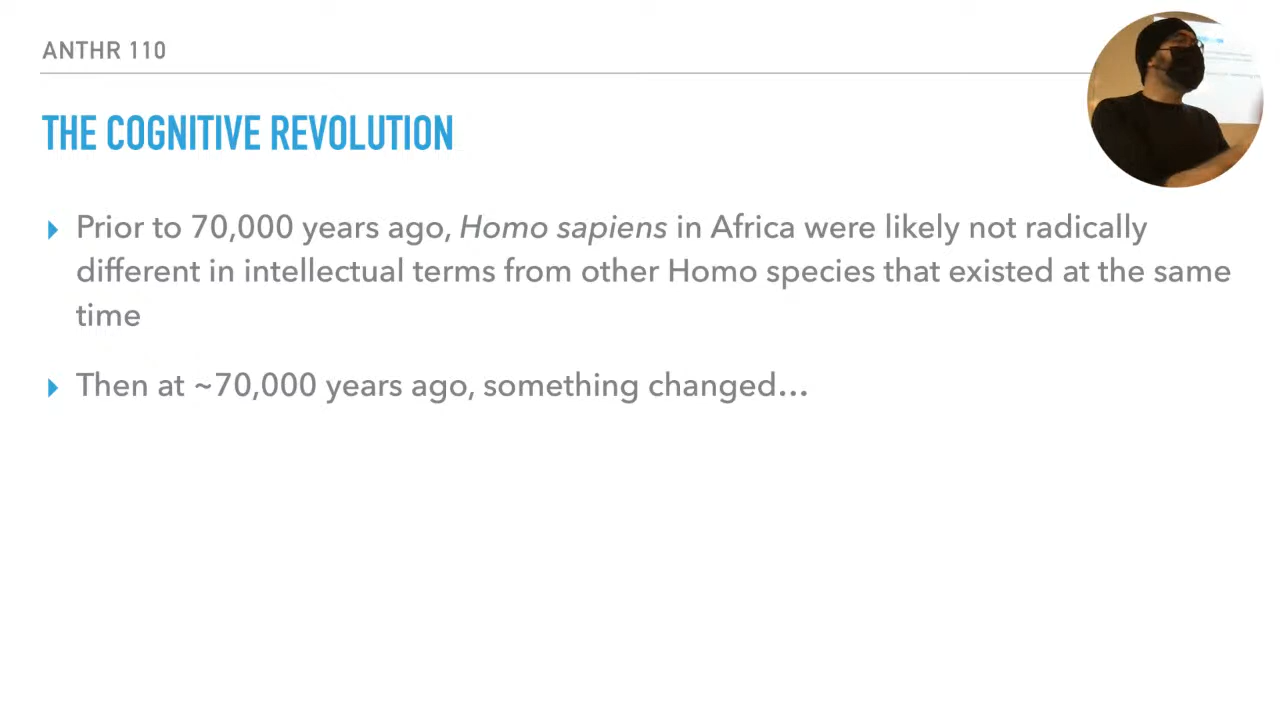 ANTHR 110
THE COGNITIVE REVOLUTION
Prior to 70,000 years ago, Homo sapiens in Africa were likely not radically
different in intellectual terms from other Homo species that existed at the same
time
Then at ~70,000 years ago, something changed…